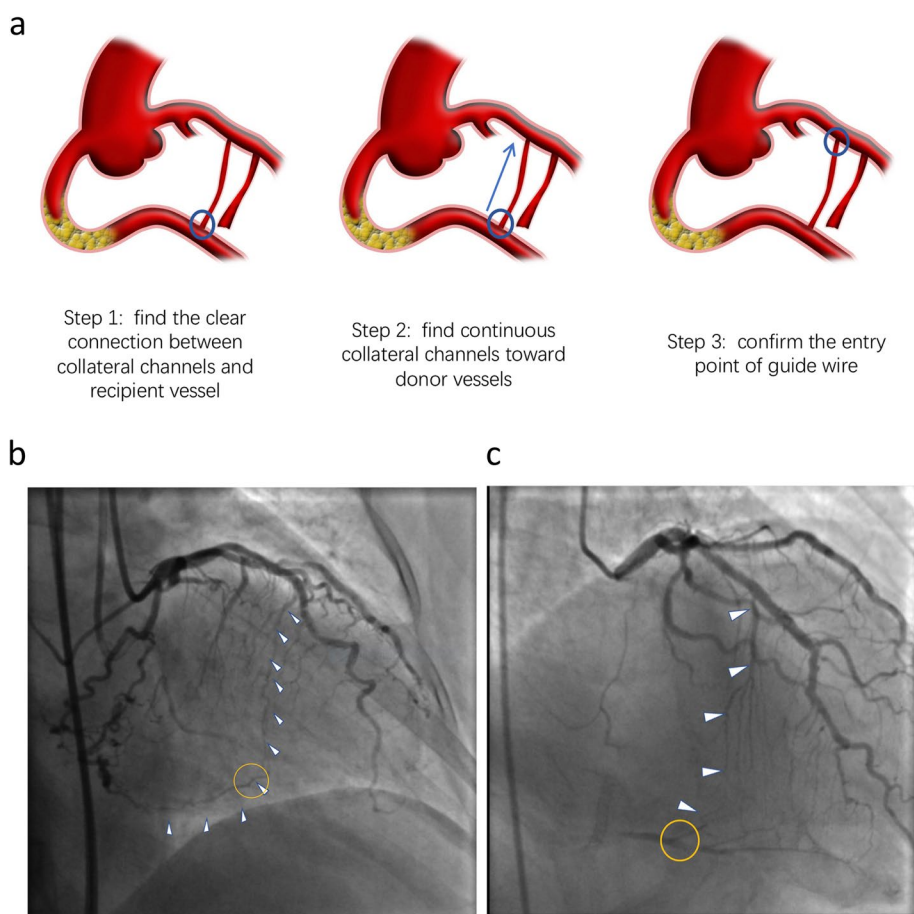 a
Step 1: find the clear
connection between
collateral channels and
recipient vessel
Step 2: find continuous
collateral channels toward
donor vessels
Step 3: confirm the entry
point of guide wire
b
c